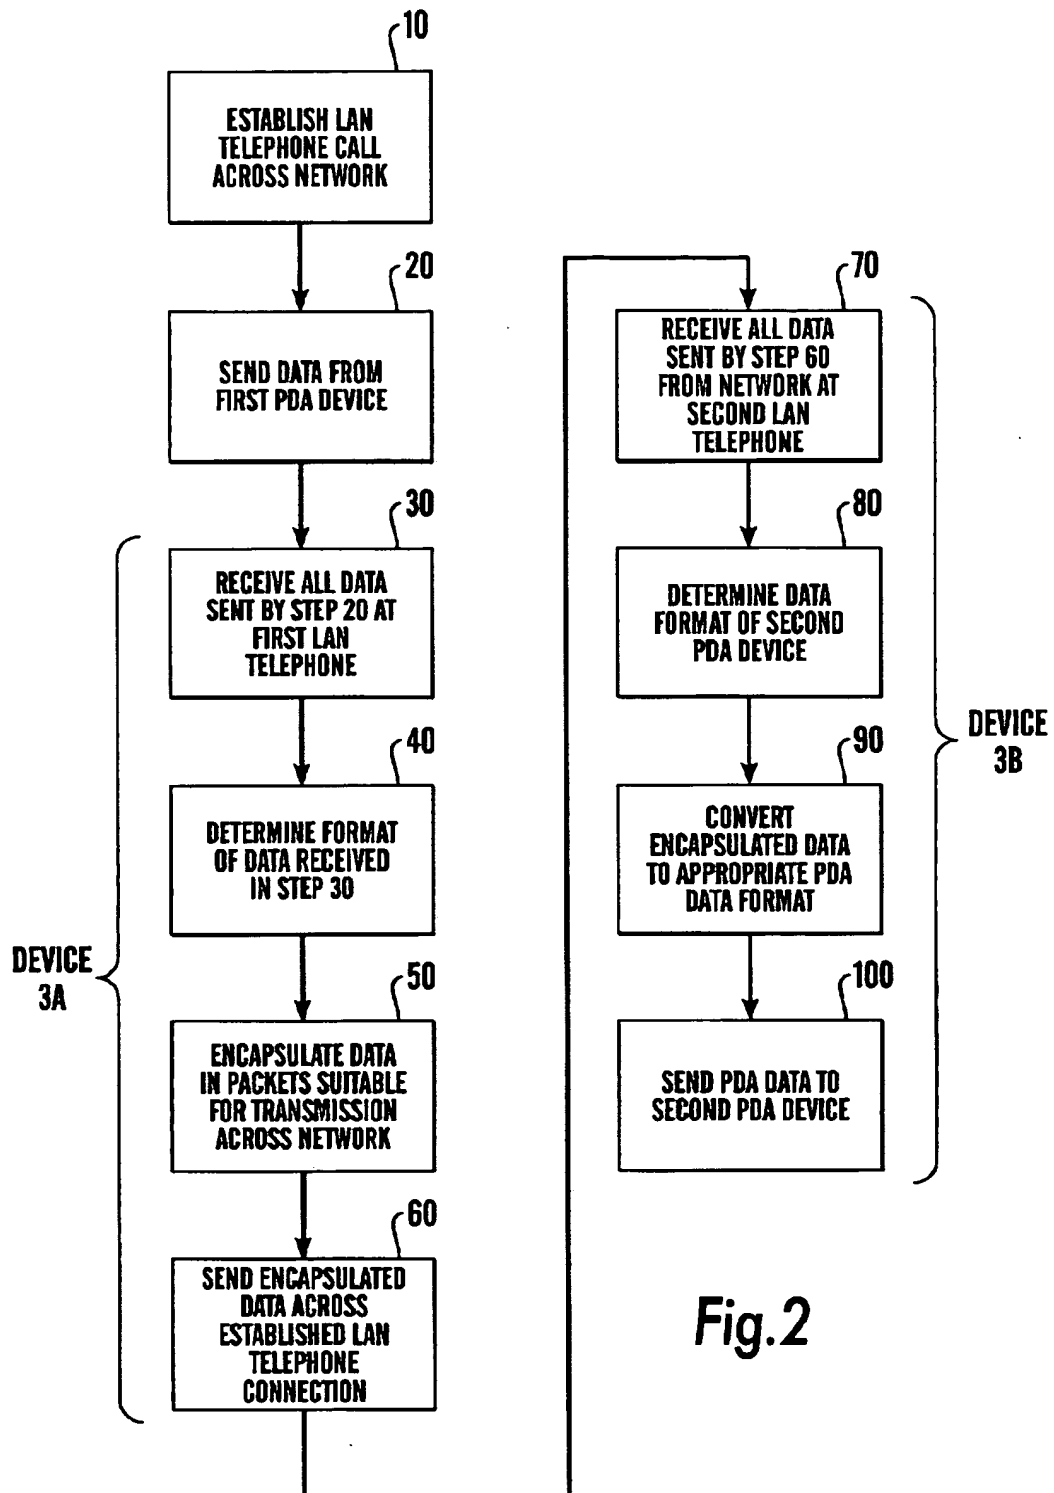 10
ESTABLISH LAN
TELEPHONE CALL
ACROSS NETWORK
20
SEND DATA FROM
FIRST PDA DEVICE
30
RECEIVE ALL DATA
SENT BY STEP 20 AT
FIRST LAN
TELEPHONE
40
DETERMINE FORMAT
OF DATA RECEIVED
IN STEP 30
DEVICE
3A
50
ENCAPSULATE DATA
IN PACKETS SUITABLE
FOR TRANSMISSION
ACROSS NETWORK
60
SEND ENCAPSULATED
DATA ACROSS
ESTABLISHED LAN
TELEPHONE
CONNECTION
70
RECEIVE ALL DATA
SENT BY STEP 60
FROM NETWORK AT
SECOND LAN
TELEPHONE
80
DETERMINE DATA
FORMAT OF SECOND
PDA DEVICE
DEVICE
3B
90
CONVERT
ENCAPSULATED DATA
TO APPROPRIATE PDA
DATA FORMAT
100
SEND PDA DATA TO
SECOND PDA DEVICE
Fig.2